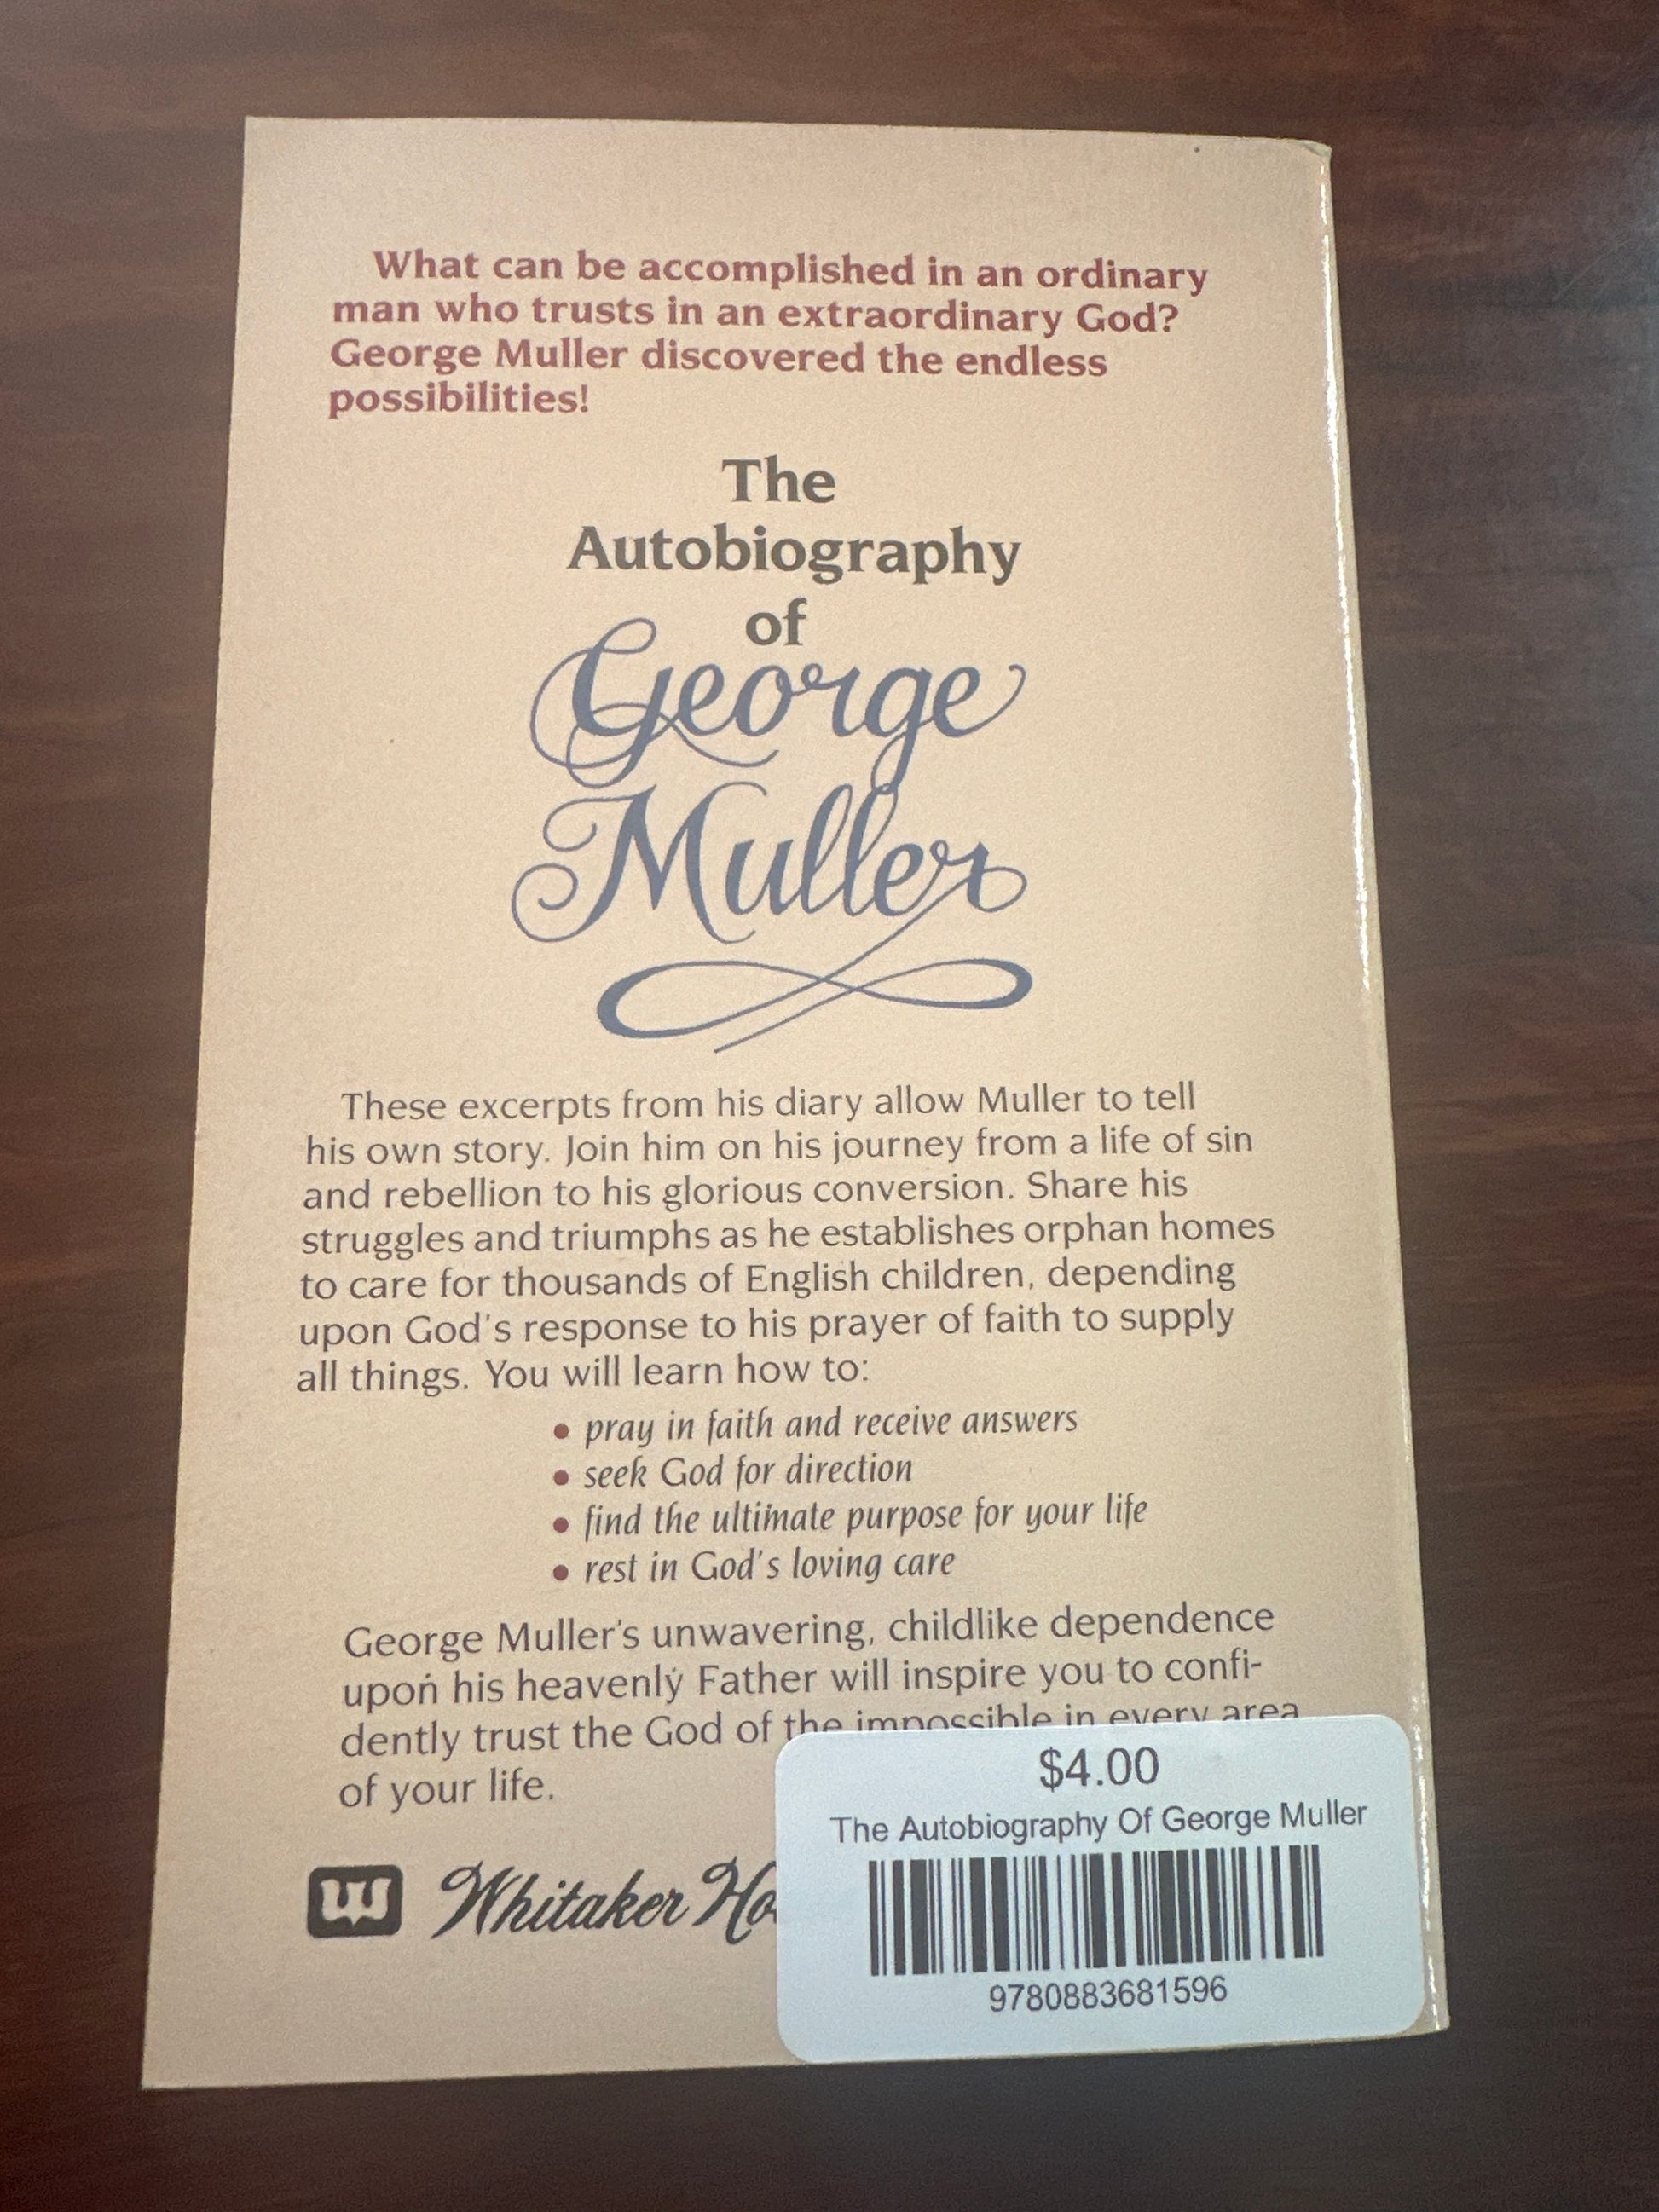 What can be accomplished in an ordinary
man who trusts in an extraordinary God?
George Muller discovered the endless
possibilities!
The
Autobiography
of
George
Muller
These excerpts from his diary allow Muller to tell
his own story. Join him on his journey from a life of sin
and rebellion to his glorious conversion. Share his
struggles and triumphs as he establishes orphan homes
to care for thousands of English children, depending
upon God's response to his prayer of faith to supply
all things. You will learn how to:
• pray in faith and receive answers
• seek God for direction
• find the ultimate purpose for your life
• rest in God's loving care
George Muller's unwavering, childlike dependence
upon his heavenly Father will inspire you to confi-
dently trust the God of the impossible in every area
of your life.
W Whitaker Ho
$4.00
The Autobiography Of George Muller
9780883681596